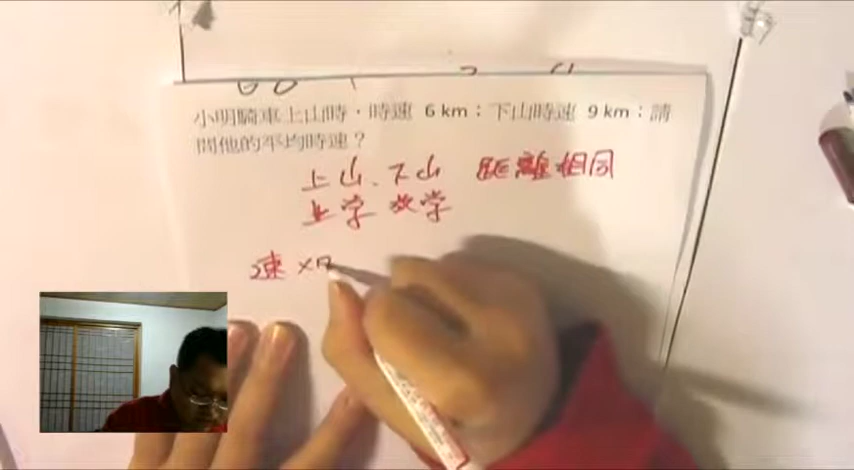 小明騎車上山時，時速 6 km；下山時速 9 km；請
問他的平均時速？
上山、下山 距離相同
上学 放学
速×